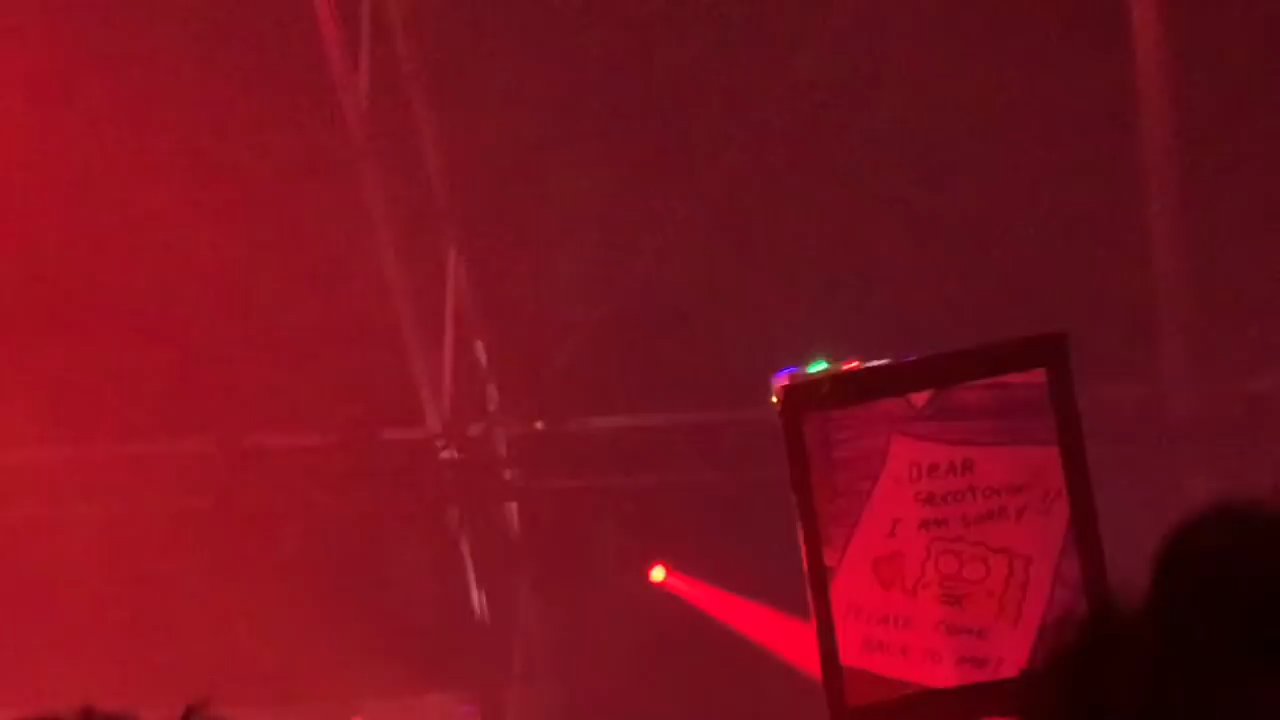 DEAR
SEROTONIN
I AM SORRY
PLEASE COME
BACK TO ME!